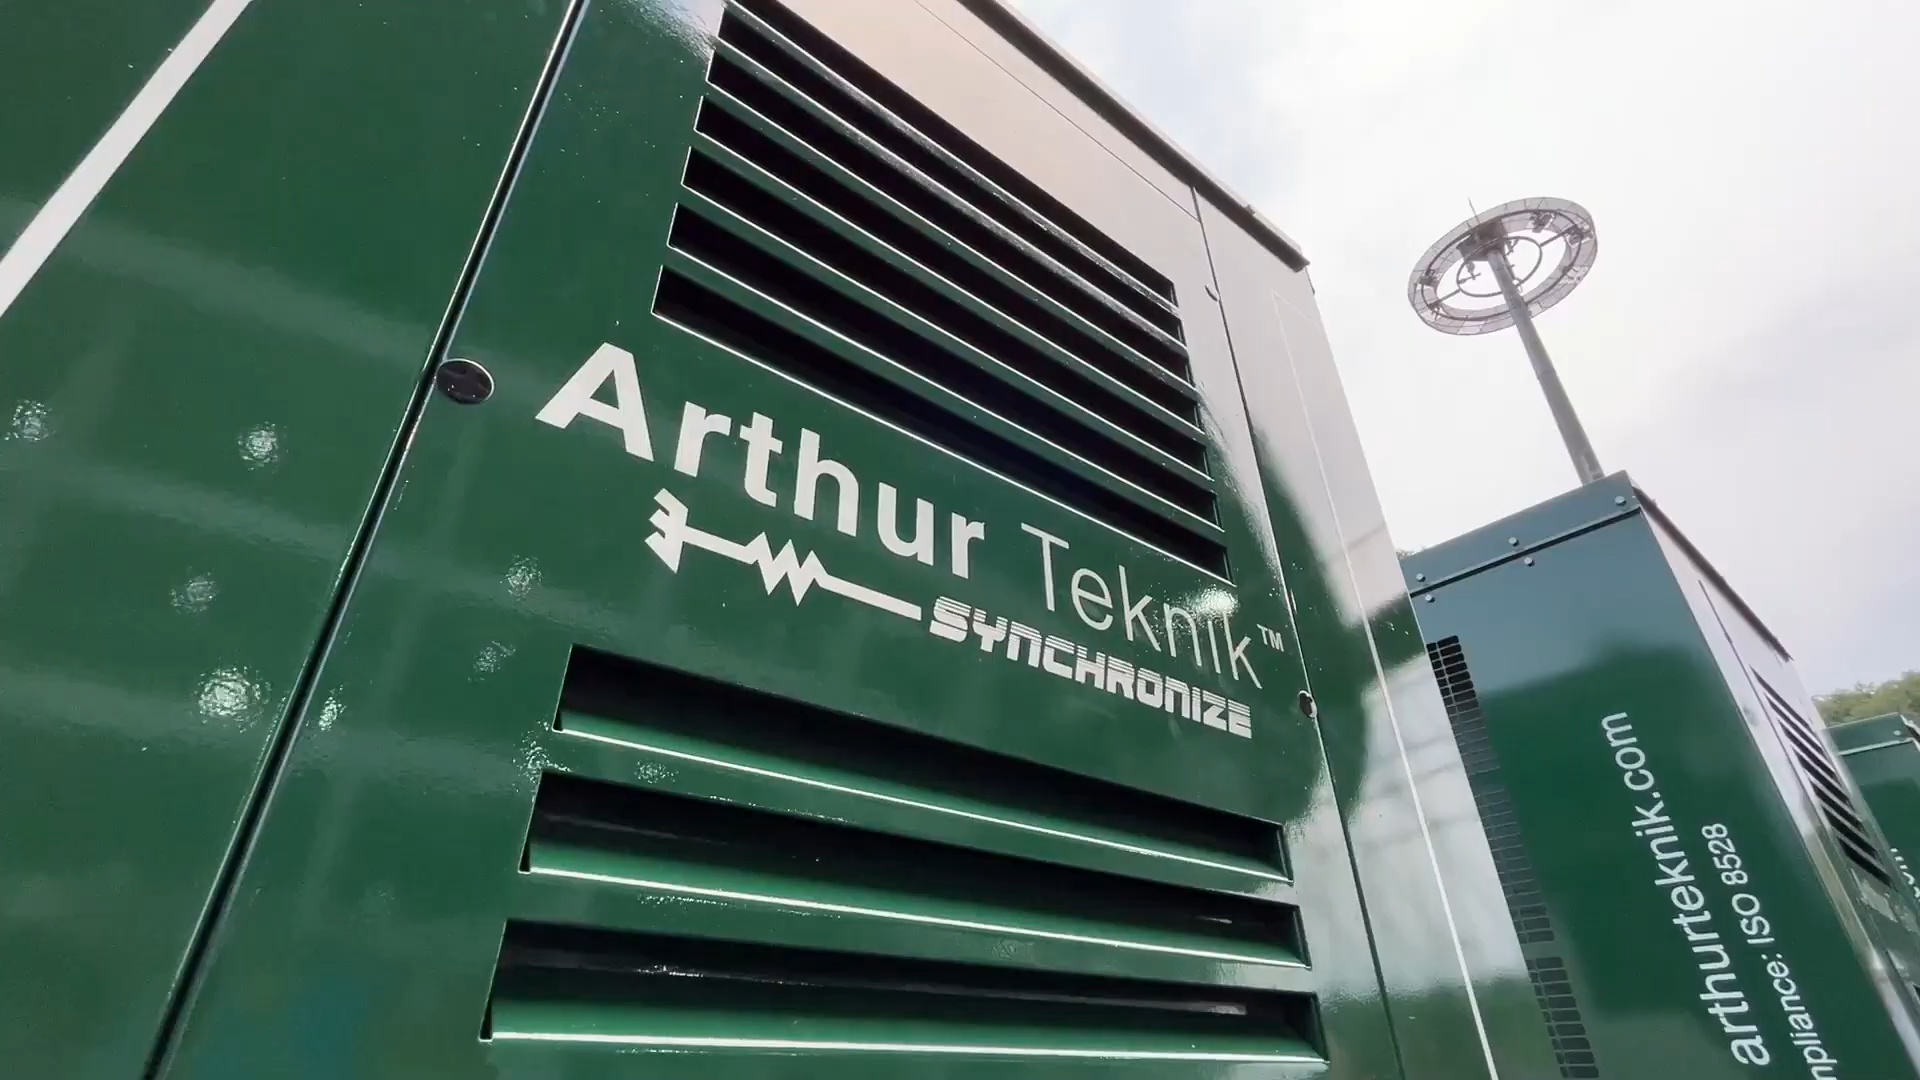 Arthur Teknik™
SYNCHRONIZE
arthurteknik.com
mpliance: ISO 8528